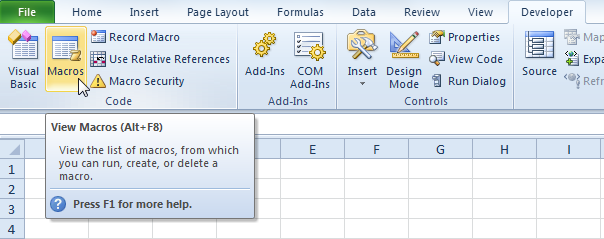 File Home Insert Page Layout Formulas Data Review View Developer
Visual Basic
Macros
Record Macro
Use Relative References
Macro Security
Code
Add-Ins
COM Add-Ins
Add-Ins
Insert
Design Mode
Properties
View Code
Run Dialog
Controls
Source
Map
Expa
View Macros (Alt+F8)
View the list of macros, from which
you can run, create, or delete a
macro.
Press F1 for more help.
E F G H I
1
2
3
4